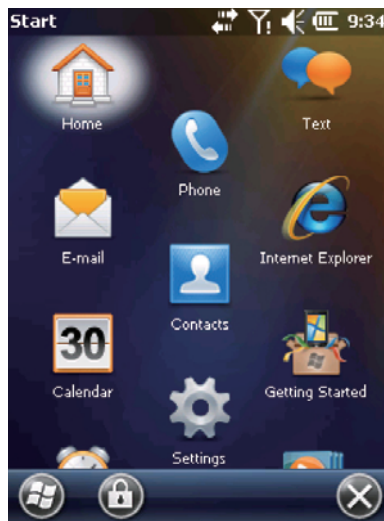 Start 9:34
Home
Text
Phone
E-mail
Internet Explorer
Contacts
30
Calendar
Getting Started
Settings